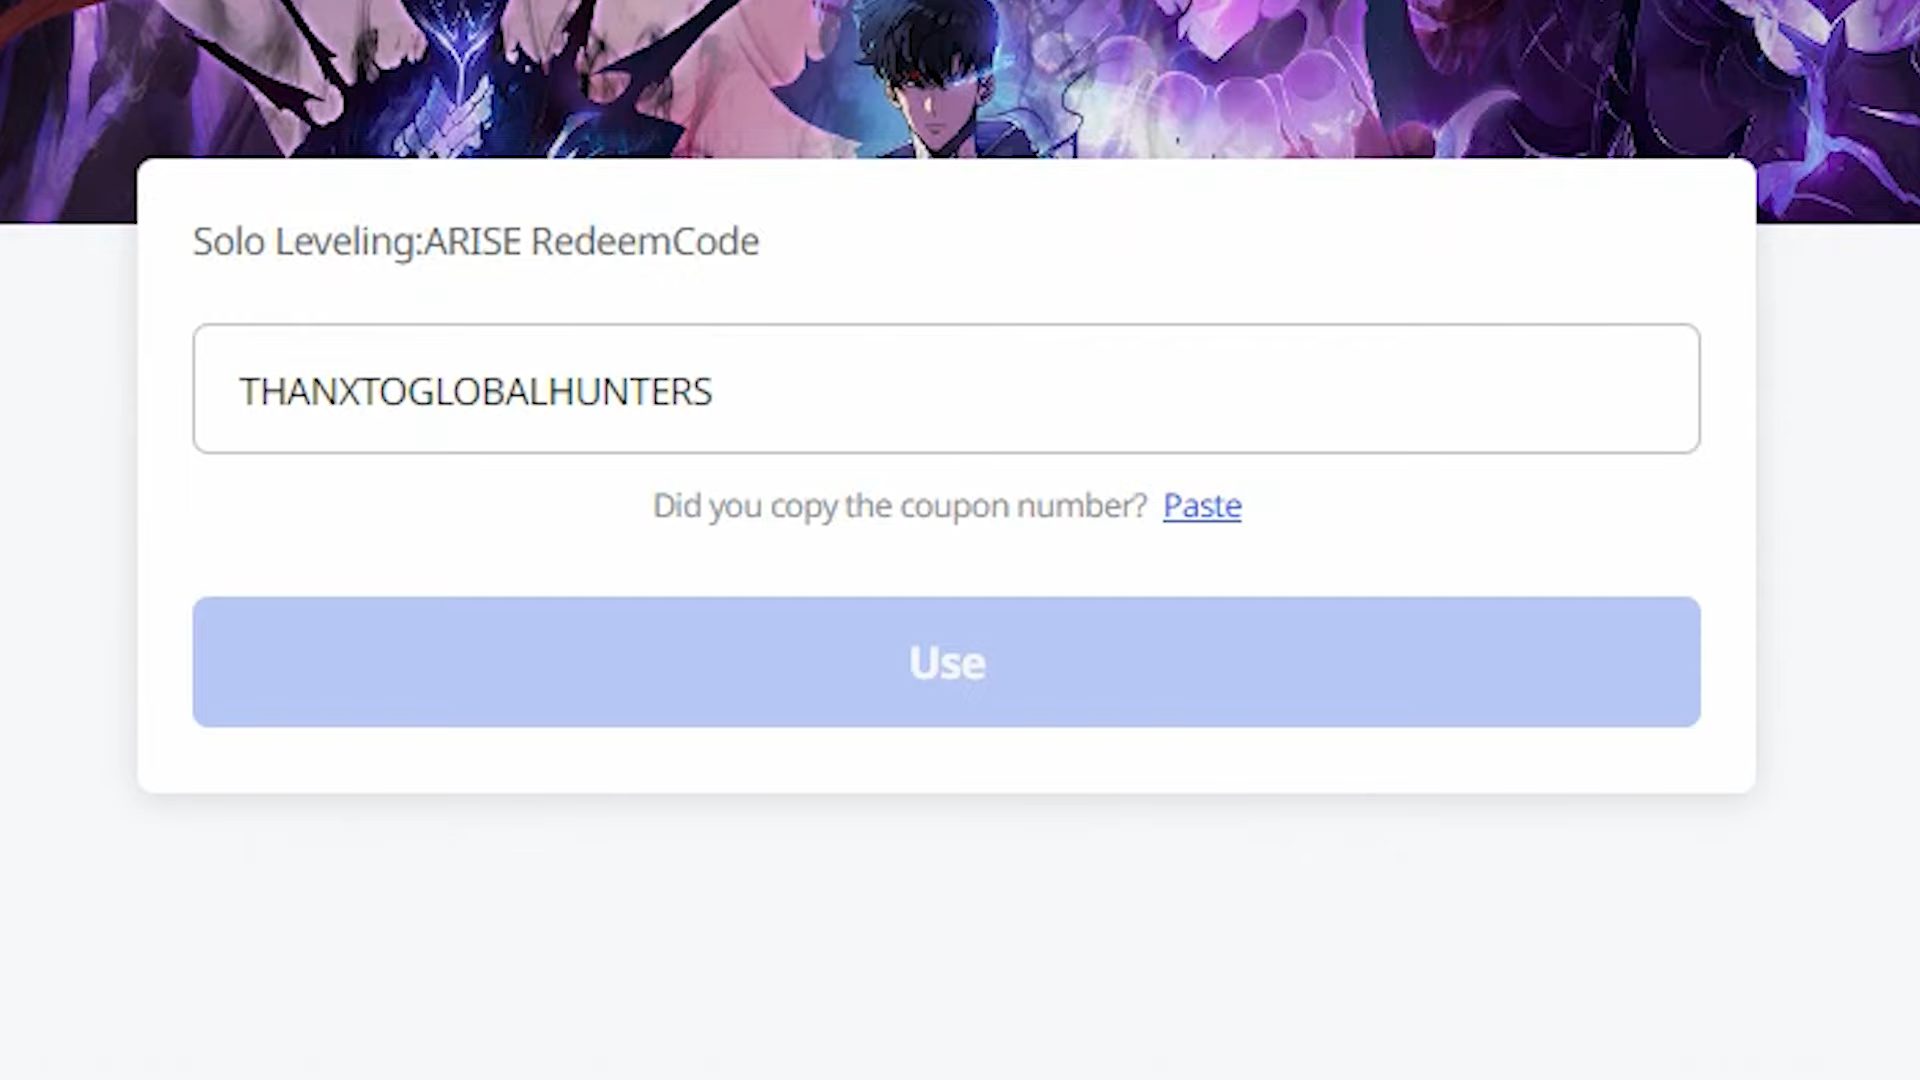 Solo Leveling:ARISE RedeemCode
THANXTOGLOBALHUNTERS
Did you copy the coupon number? Paste
Use